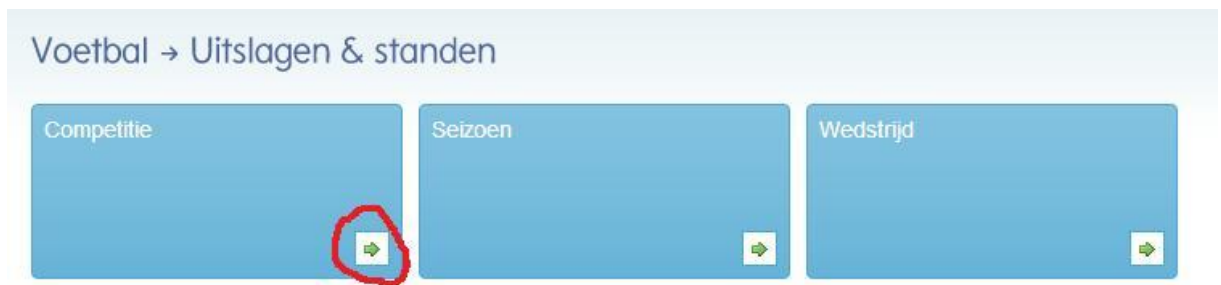 Voetbal → Uitslagen & standen
Competitie
Seizoen
Wedstrijd